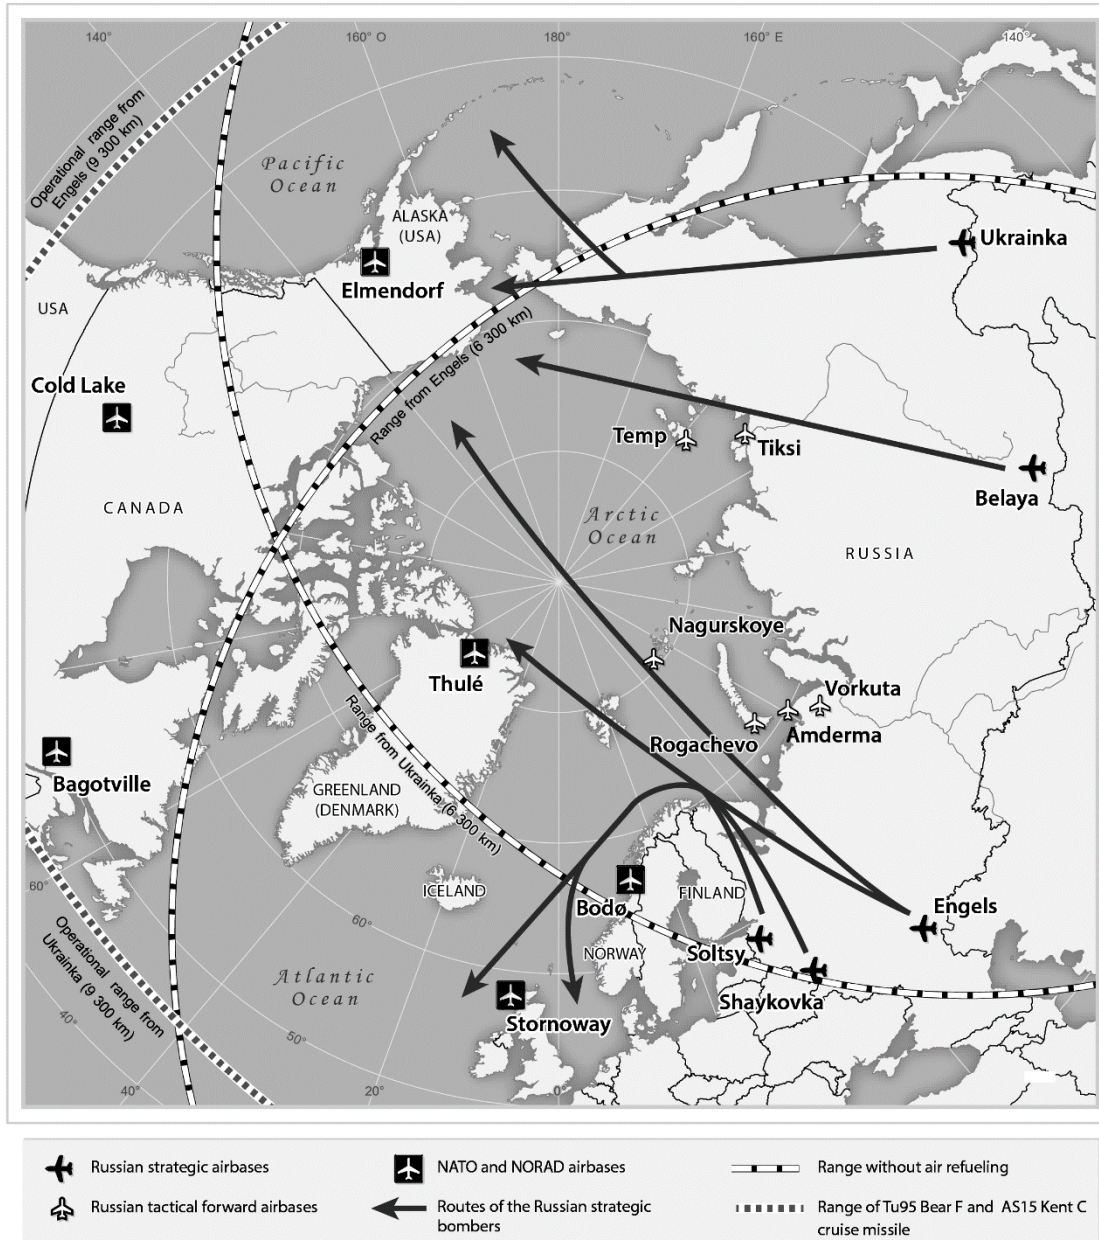 140°
160° O
180°
160° E
140°
Operational range from
Engels (9 300 km)
Pacific
Ocean
ALASKA
(USA)
Elmendorf
Ukrainka
USA
Cold Lake
Range from Engels (6 300 km)
Temp
Tiksi
Belaya
CANADA
Arctic
Ocean
RUSSIA
Nagurskoye
Thulé
Vorkuta
Rogachevo
Amderma
Range from Ukrainka (6 300 km)
Bagotville
GREENLAND
(DENMARK)
60°
ICELAND
Bodø
FINLAND
Engels
60°
Operational range from
Ukrainka (9 300 km)
NORWAY
Soltsy
Atlantic
Ocean
Shaykovka
Stornoway
40°
50°
40°
20°
0°
Russian strategic airbases
NATO and NORAD airbases
Range without air refueling
Russian tactical forward airbases
Routes of the Russian strategic
bombers
Range of Tu95 Bear F and AS15 Kent C
cruise missile